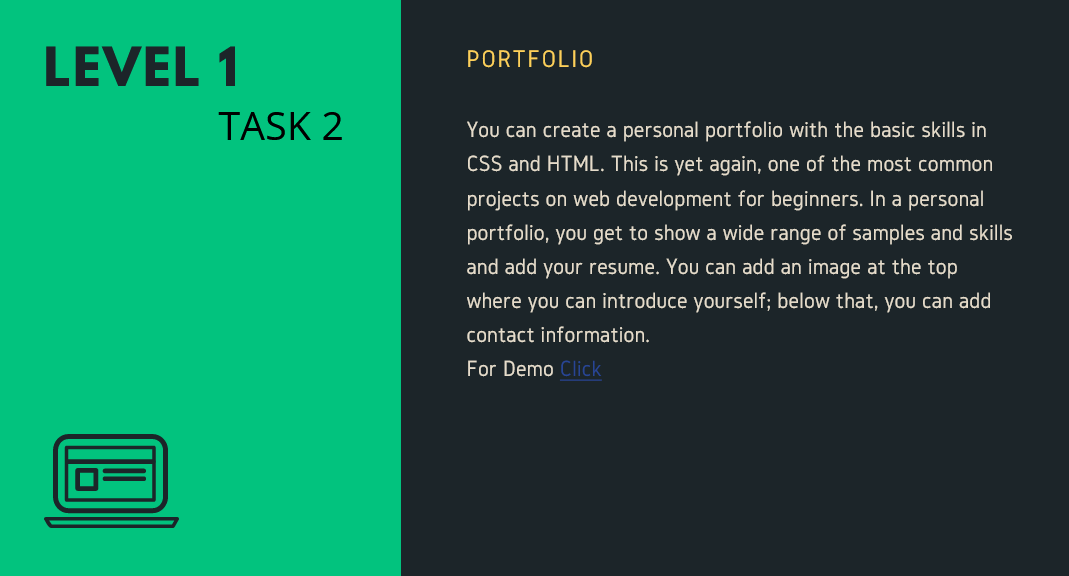 LEVEL 1
TASK 2
PORTFOLIO
You can create a personal portfolio with the basic skills in
CSS and HTML. This is yet again, one of the most common
projects on web development for beginners. In a personal
portfolio, you get to show a wide range of samples and skills
and add your resume. You can add an image at the top
where you can introduce yourself; below that, you can add
contact information.
For Demo Click